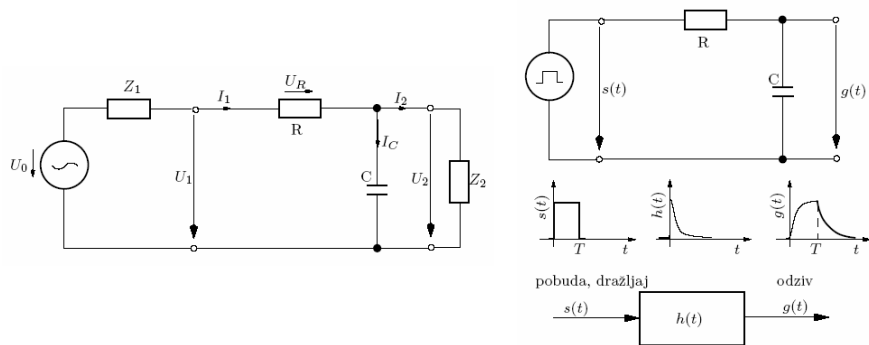 Z1
I1
UR
R
I2
IC
U0
U1
C
U2
Z2
R
s(t)
C
g(t)
s(t)
T
t
h(t)
t
g(t)
T
t
pobuda, dražljaj
odziv
s(t)
h(t)
g(t)